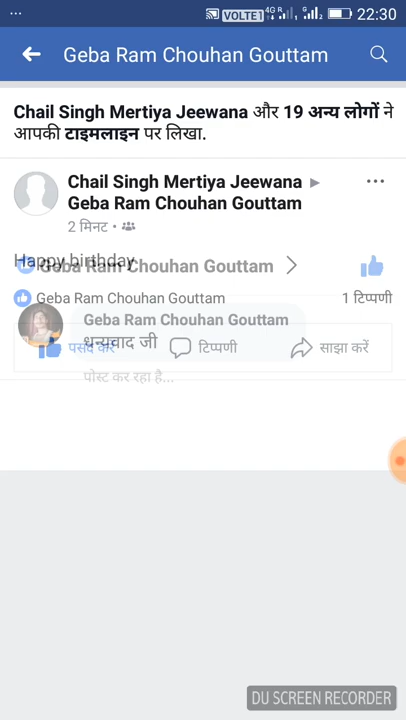 VOLTE1 4G R G 2 22:30
Geba Ram Chouhan Gouttam
Chail Singh Mertiya Jeewana और 19 अन्य लोगों ने
आपकी टाइमलाइन पर लिखा.
Chail Singh Mertiya Jeewana ▶
Geba Ram Chouhan Gouttam
2 मिनट
Happy birthday
Geba Ram Chouhan Gouttam
Geba Ram Chouhan Gouttam
1 टिप्पणी
Geba Ram Chouhan Gouttam
धन्यवाद जी
पसंद करें
टिप्पणी
साझा करें
पोस्ट कर रहा है...
DU SCREEN RECORDER